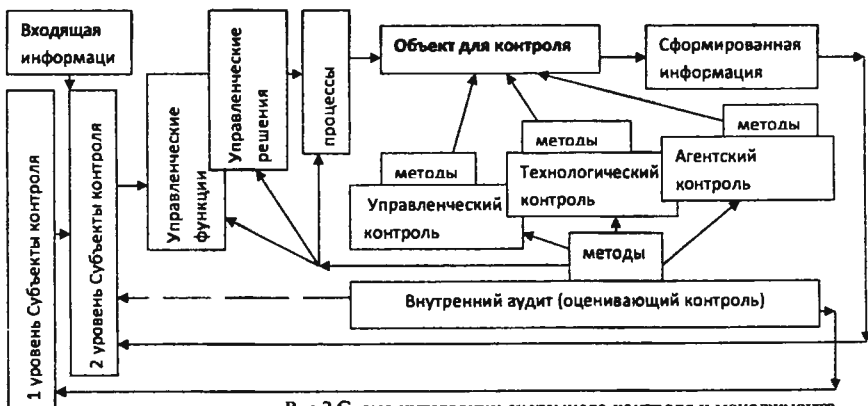 Входящая
информаци
1 уровень Субъекты контроля
2 уровень Субъекты контроля
Управленческие
функции
Управленческие
решения
процессы
Объект для контроля
Сформированная
информация
методы
Управленческий
контроль
методы
Технологический
контроль
методы
Агентский
контроль
методы
Внутренний аудит (оценивающий контроль)